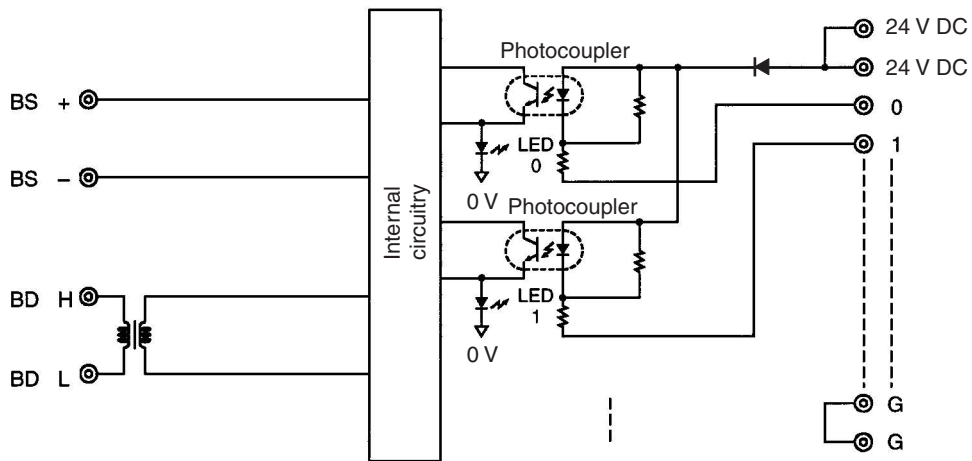 24 V DC
Photocoupler
24 V DC
BS +
0
LED
0
1
BS −
0 V
Photocoupler
Internal
circuitry
BD H
LED
1
0 V
BD L
G
G